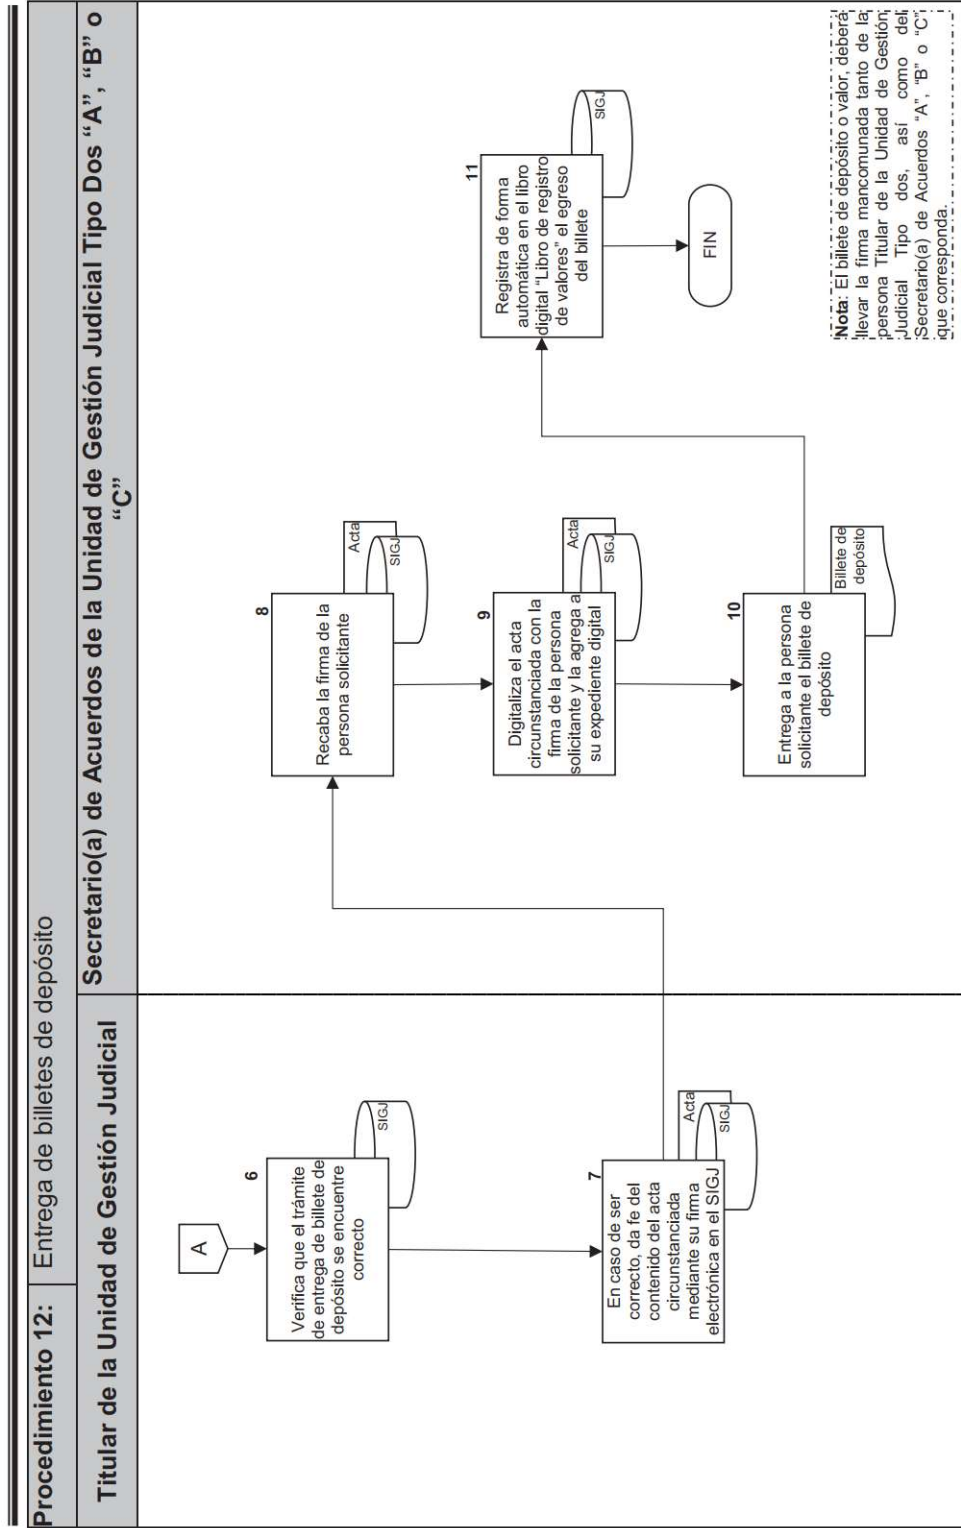 Procedimiento 12: Entrega de billetes de depósito
Titular de la Unidad de Gestión Judicial
Secretario(a) de Acuerdos de la Unidad de Gestión Judicial Tipo Dos “A”, “B” o
“C”
A
6
Verifica que el trámite
de entrega de billete de
depósito se encuentre
correcto
SIGJ
7
En caso de ser
correcto, da fe del
contenido del acta
circunstanciada
mediante su firma
electrónica en el SIGJ
Acta
SIGJ
8
Recaba la firma de la
persona solicitante
Acta
SIGJ
9
Digitaliza el acta
circunstanciada con la
firma de la persona
solicitante y la agrega a
su expediente digital
Acta
SIGJ
10
Entrega a la persona
solicitante el billete de
depósito
Billete de
depósito
11
Registra de forma
automática en el libro
digital “Libro de registro
de valores” el egreso
del billete
SIGJ
FIN
Nota: El billete de depósito o valor, deberá
llevar la firma mancomunada tanto de la
persona Titular de la Unidad de Gestión
Judicial Tipo dos, así como del
Secretario(a) de Acuerdos “A”, “B” o “C”
que corresponda.